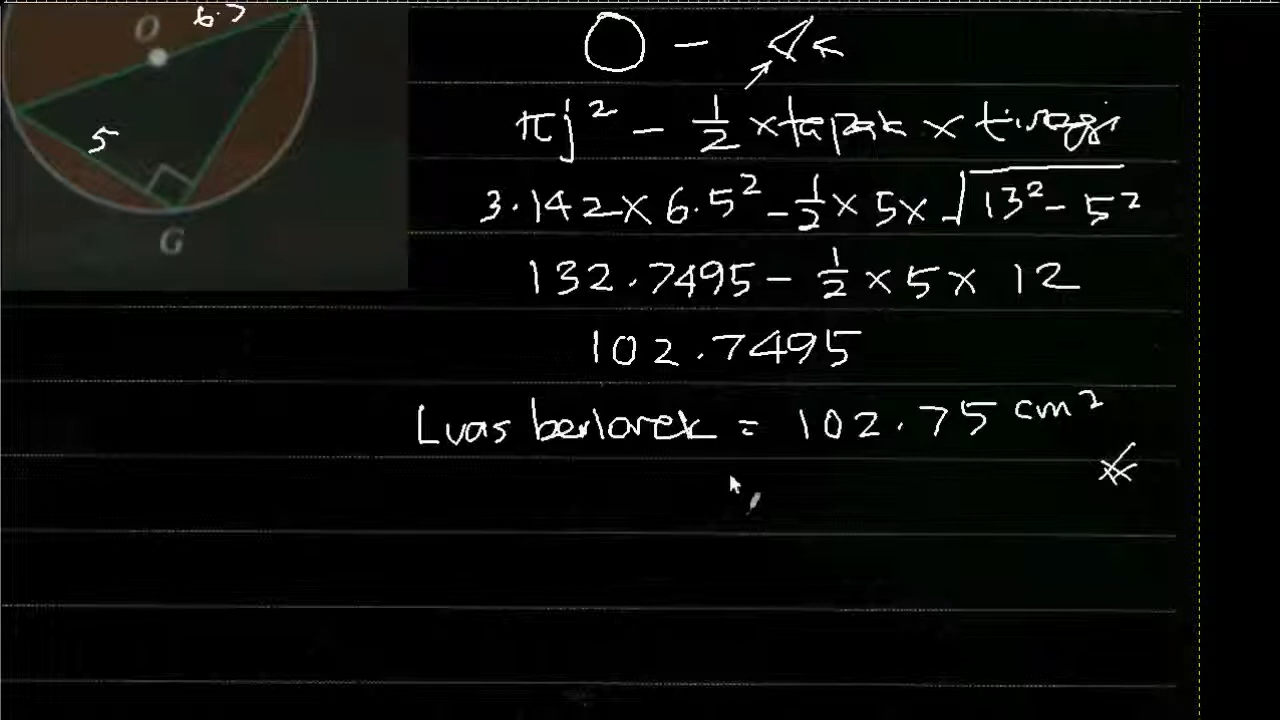 6.5
O
5
G
O - △
πj² - 1/2 × tapak × tinggi
3.142 × 6.5² - 1/2 × 5 × √13² - 5²
132.7495 - 1/2 × 5 × 12
102.7495
Luas berlorek = 102.75 cm²